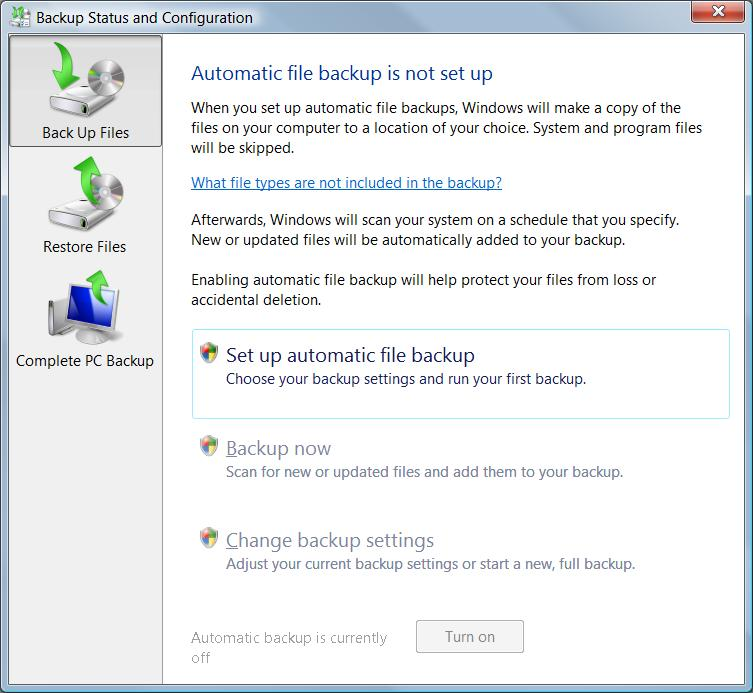 Backup Status and Configuration
Back Up Files
Restore Files
Complete PC Backup
Automatic file backup is not set up
When you set up automatic file backups, Windows will make a copy of the
files on your computer to a location of your choice. System and program files
will be skipped.
What file types are not included in the backup?
Afterwards, Windows will scan your system on a schedule that you specify.
New or updated files will be automatically added to your backup.
Enabling automatic file backup will help protect your files from loss or
accidental deletion.
Set up automatic file backup
Choose your backup settings and run your first backup.
Backup now
Scan for new or updated files and add them to your backup.
Change backup settings
Adjust your current backup settings or start a new, full backup.
Automatic backup is currently
off
Turn on